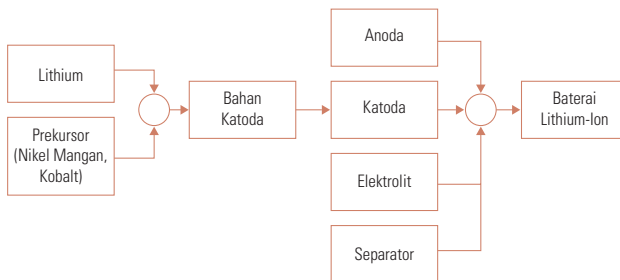 Lithium
Prekursor
(Nikel Mangan,
Kobalt)
Bahan
Katoda
Anoda
Katoda
Elektrolit
Separator
Baterai
Lithium-Ion